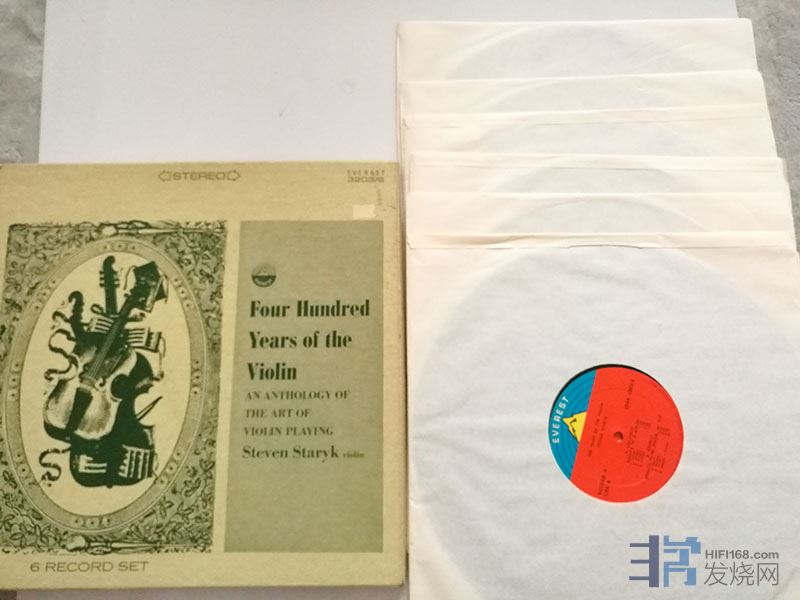 STEREO
EVEREST
3203/6
Four Hundred
Years of the
Violin
AN ANTHOLOGY OF
THE ART OF
VIOLIN PLAYING
Steven Staryk violin
6 RECORD SET
EVEREST
HIFI168.com
发烧网